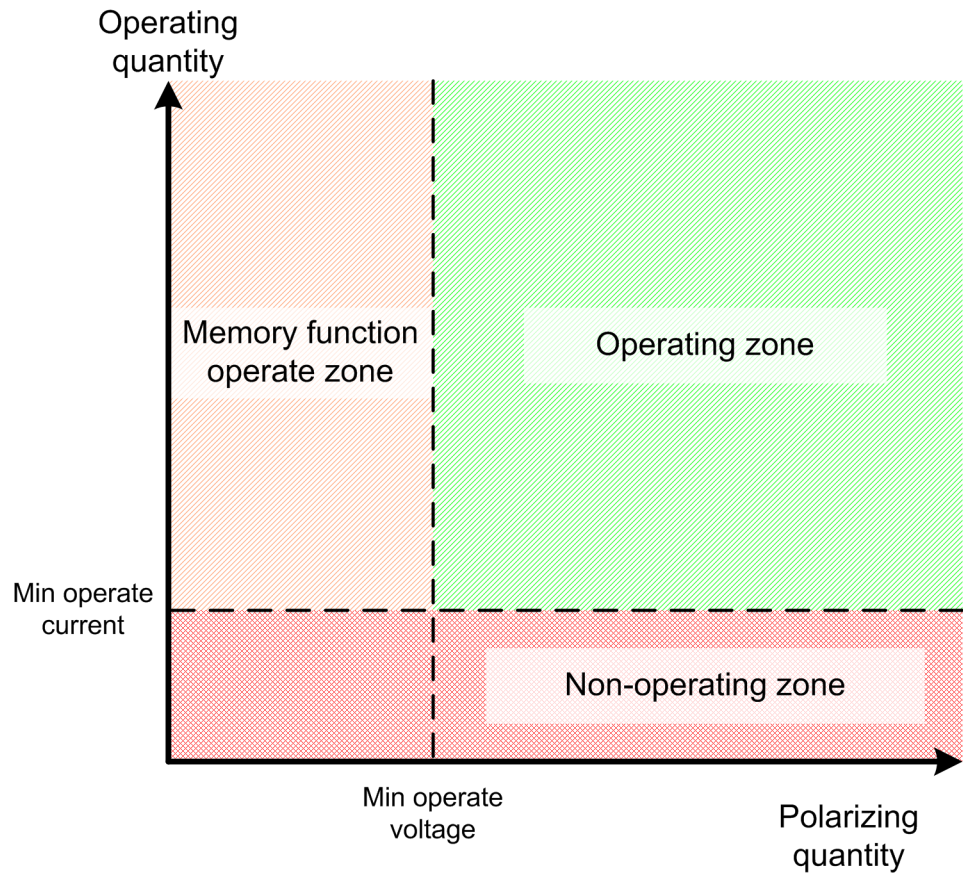 Operating
quantity
Memory function
operate zone
Operating zone
Min operate
current
Non-operating zone
Min operate
voltage
Polarizing
quantity